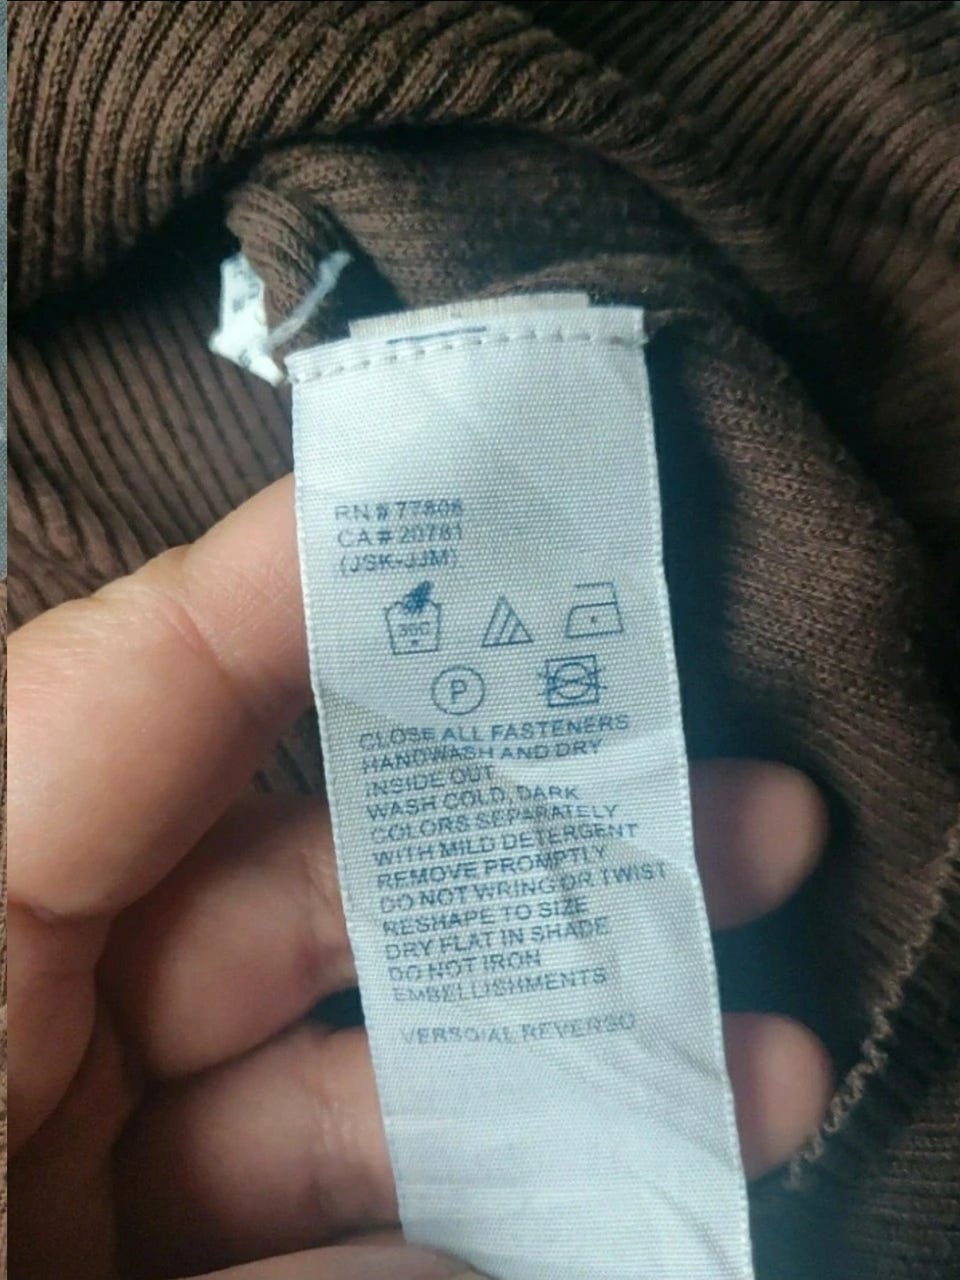 RN # 77806
CA # 20781
(JSK-JJM)
30C
P
CLOSE ALL FASTENERS
HANDWASH AND DRY
INSIDE OUT
WASH COLD, DARK
COLORS SEPARATELY
WITH MILD DETERGENT
REMOVE PROMPTLY
DO NOT WRING OR TWIST
RESHAPE TO SIZE
DRY FLAT IN SHADE
DO NOT IRON
EMBELLISHMENTS
VERSO/AL REVERSO